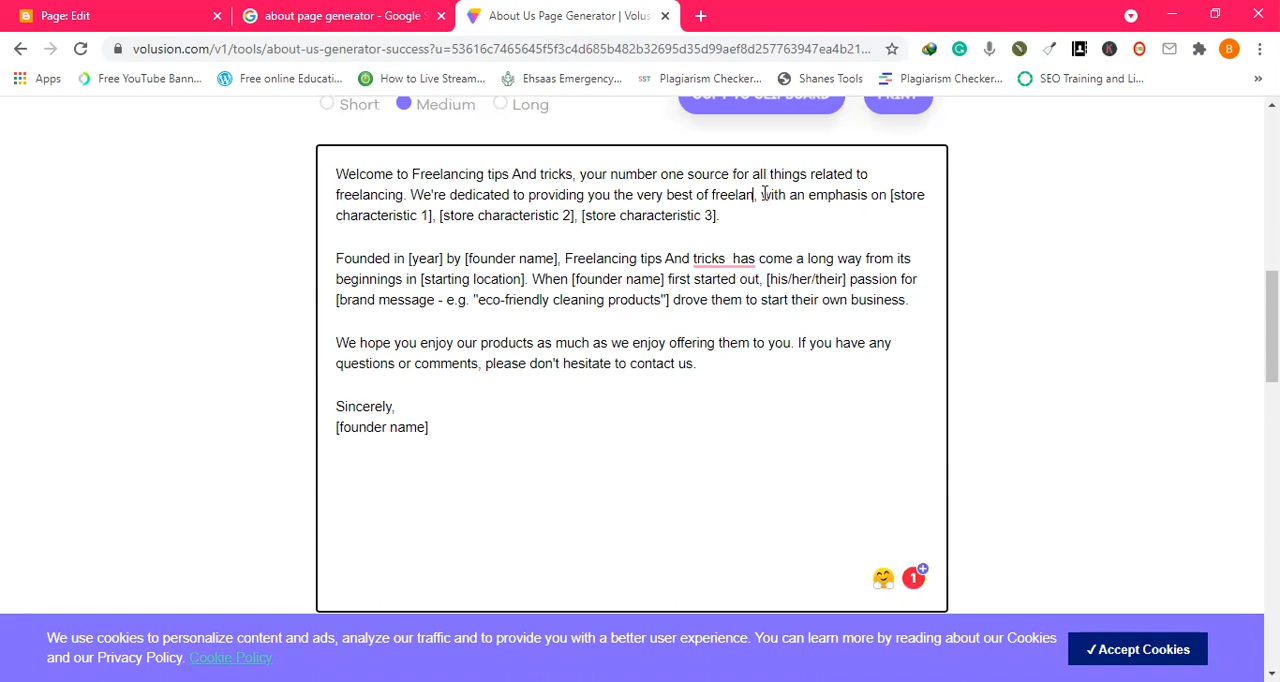 Page: Edit
about page generator - Google S
About Us Page Generator | Volus
volusion.com/v1/tools/about-us-generator-success?u=53616c7465645f5f3c4d685b482b32695d35d99aef8d257763947ea4b21...
B
Apps
Free YouTube Bann...
Free online Educati...
How to Live Stream...
Ehsaas Emergency...
SST
Plagiarism Checker...
Shanes Tools
Plagiarism Checker...
SEO Training and Li...
»
Short
Medium
Long
COPY TO CLIPBOARD
PRINT
Welcome to Freelancing tips And tricks, your number one source for all things related to
freelancing. We're dedicated to providing you the very best of freelan, with an emphasis on [store
characteristic 1], [store characteristic 2], [store characteristic 3].
Founded in [year] by [founder name], Freelancing tips And tricks  has come a long way from its
beginnings in [starting location]. When [founder name] first started out, [his/her/their] passion for
[brand message - e.g. "eco-friendly cleaning products"] drove them to start their own business.
We hope you enjoy our products as much as we enjoy offering them to you. If you have any
questions or comments, please don't hesitate to contact us.
Sincerely,
[founder name]
1
We use cookies to personalize content and ads, analyze our traffic and to provide you with a better user experience. You can learn more by reading about our Cookies
and our Privacy Policy. Cookie Policy
✓Accept Cookies